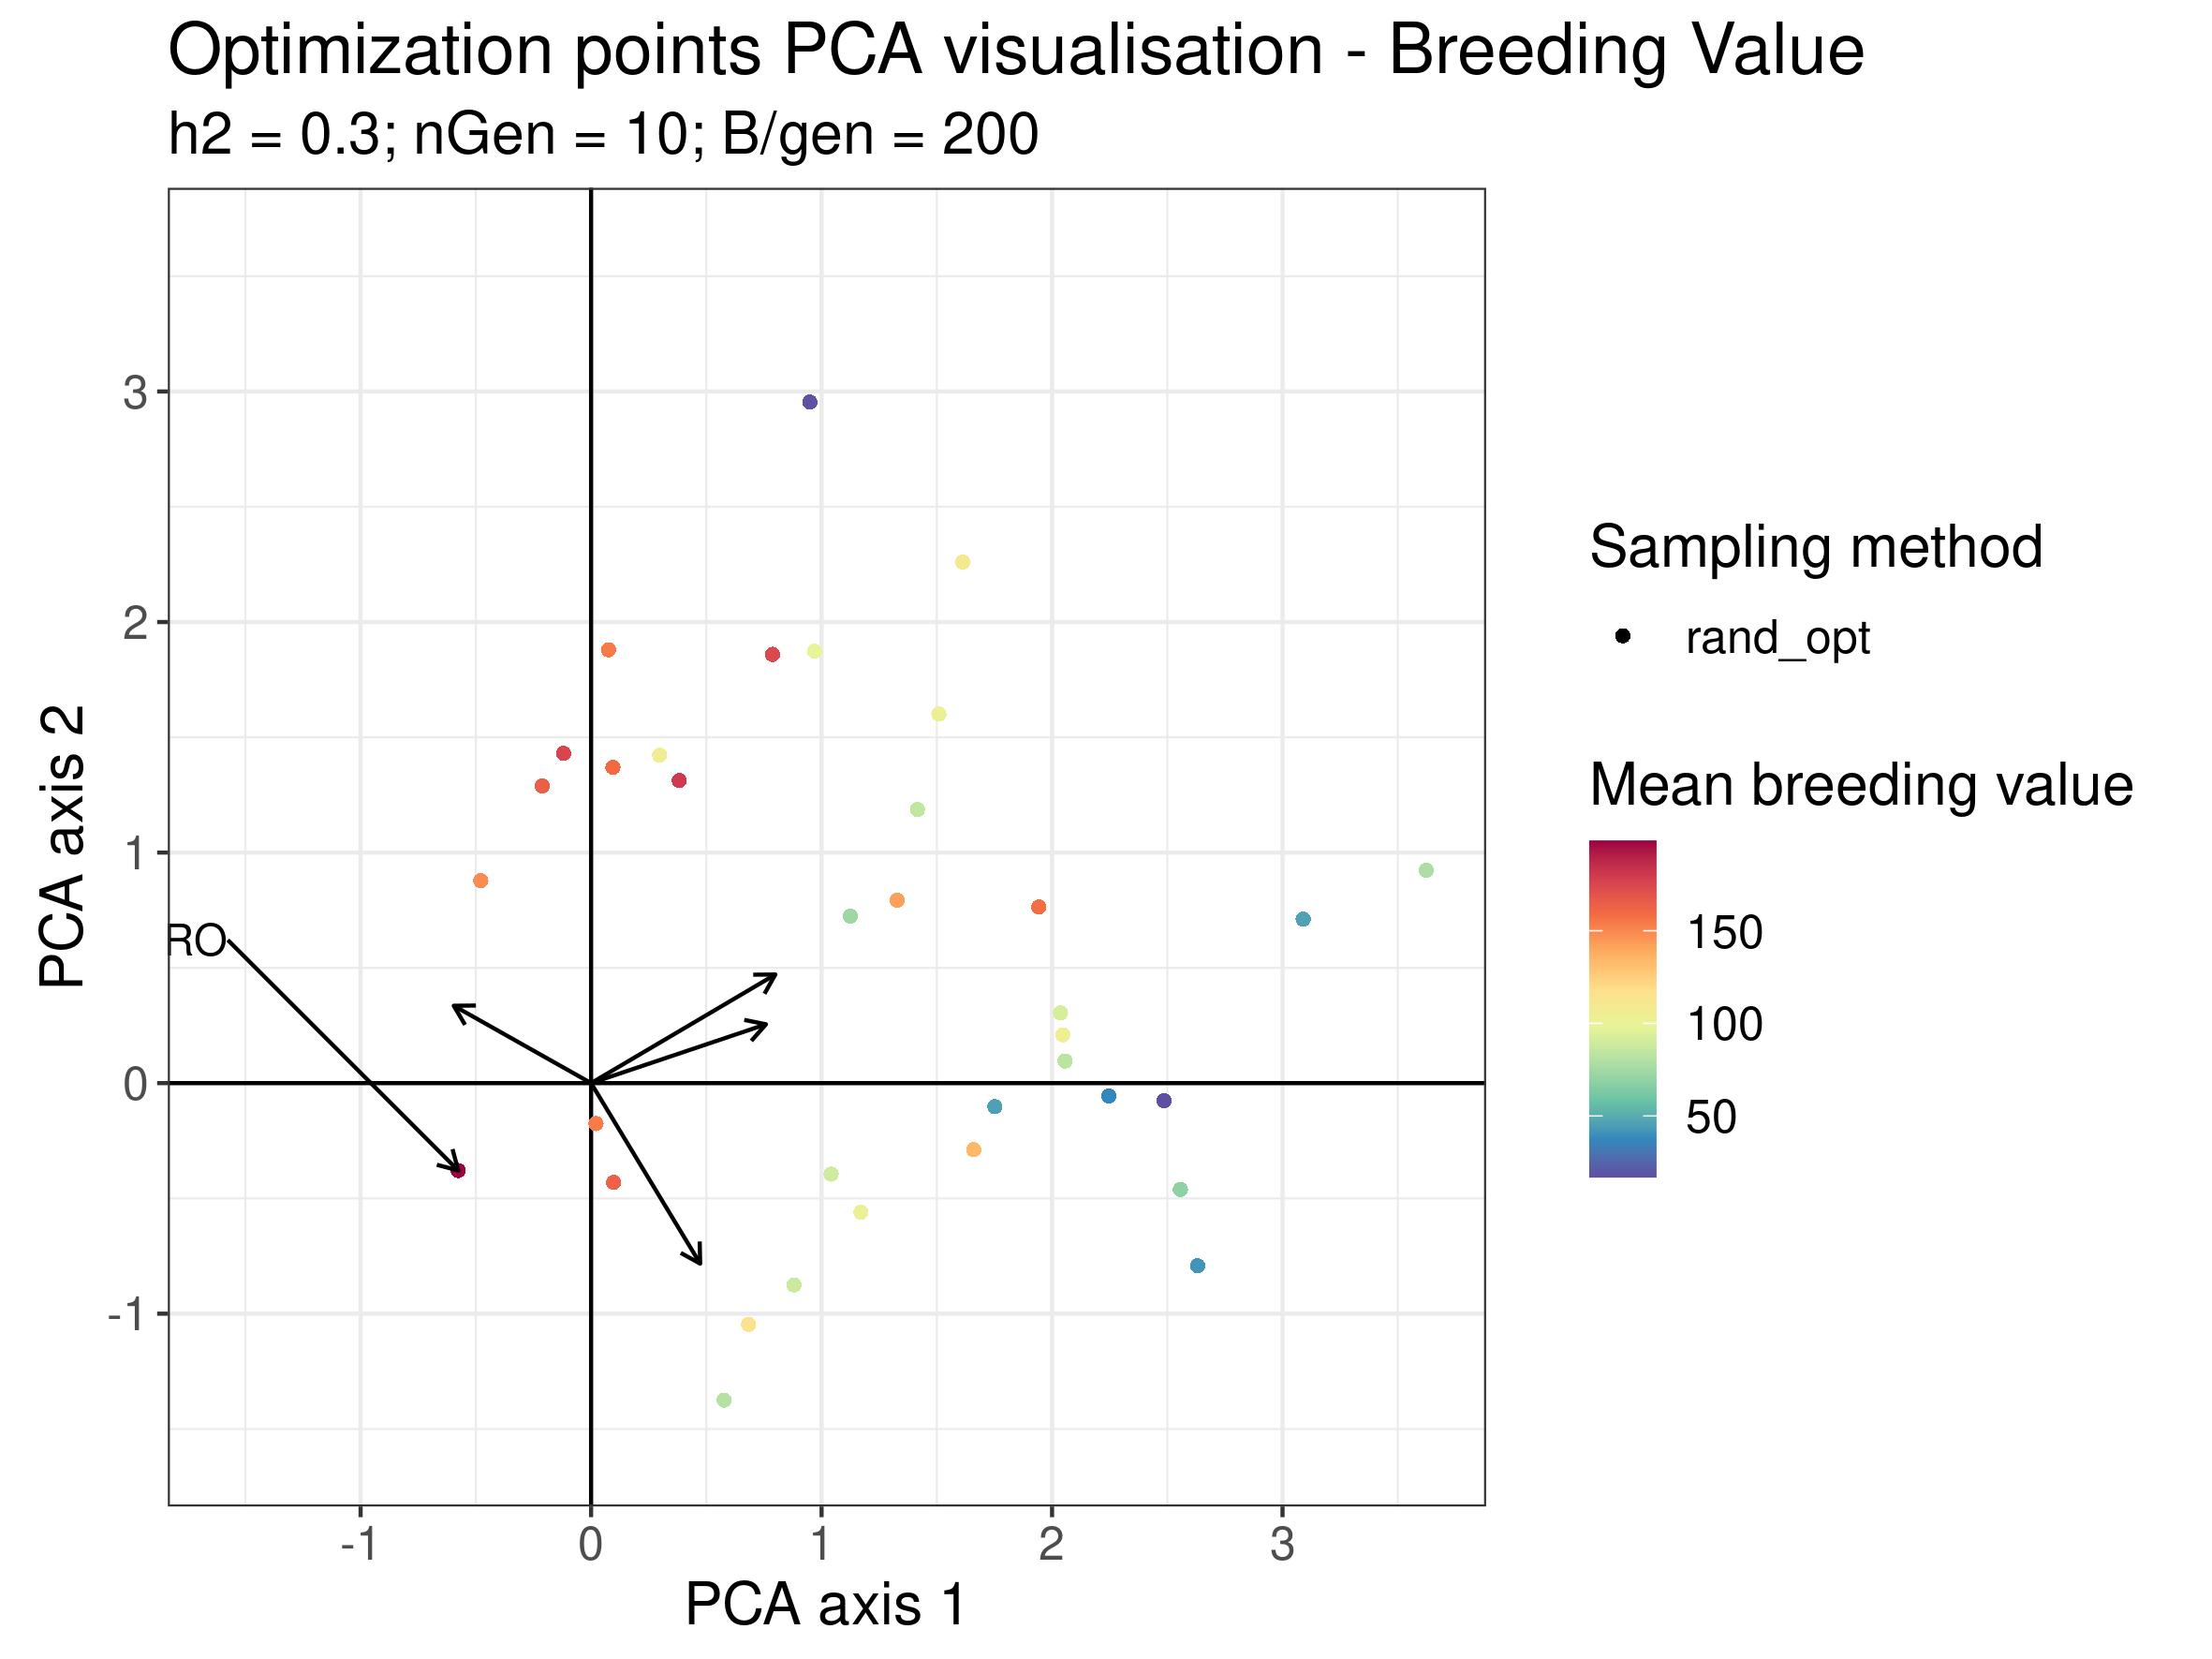 Optimization points PCA visualisation - Breeding Value
h2 = 0.3; nGen = 10; B/gen = 200
PCA axis 2
3
2
1
0
-1
RO
-1
0
1
2
3
PCA axis 1
Sampling method
rand_opt
Mean breeding value
150
100
50